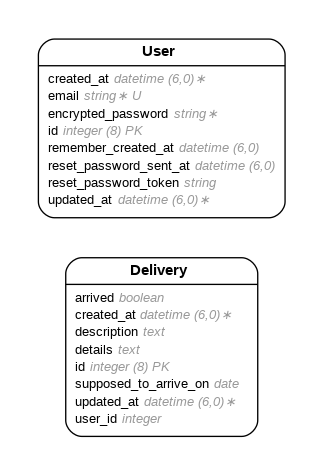 User
created_at datetime (6,0)∗
email string∗ U
encrypted_password string∗
id integer (8) PK
remember_created_at datetime (6,0)
reset_password_sent_at datetime (6,0)
reset_password_token string
updated_at datetime (6,0)∗
Delivery
arrived boolean
created_at datetime (6,0)∗
description text
details text
id integer (8) PK
supposed_to_arrive_on date
updated_at datetime (6,0)∗
user_id integer